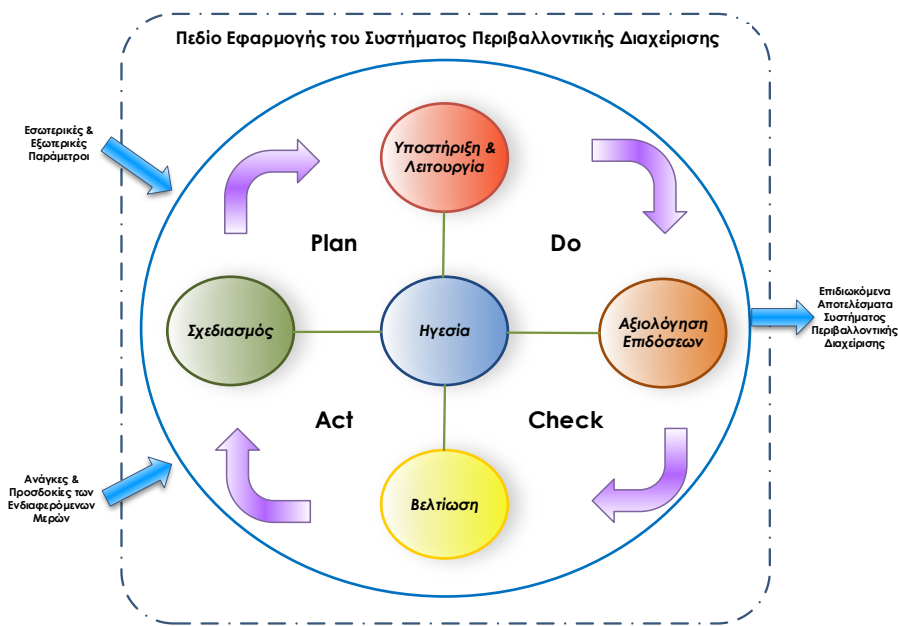 Πεδίο Εφαρμογής του Συστήματος Περιβαλλοντικής Διαχείρισης
Εσωτερικές &
Εξωτερικές
Παράμετροι
Υποστήριξη &
Λειτουργία
Plan
Do
Σχεδιασμός
Ηγεσία
Αξιολόγηση
Επιδόσεων
Επιδιωκόμενα
Αποτελέσματα
Συστήματος
Περιβαλλοντικής
Διαχείρισης
Act
Check
Ανάγκες &
Προσδοκίες των
Ενδιαφερόμενων
Μερών
Βελτίωση